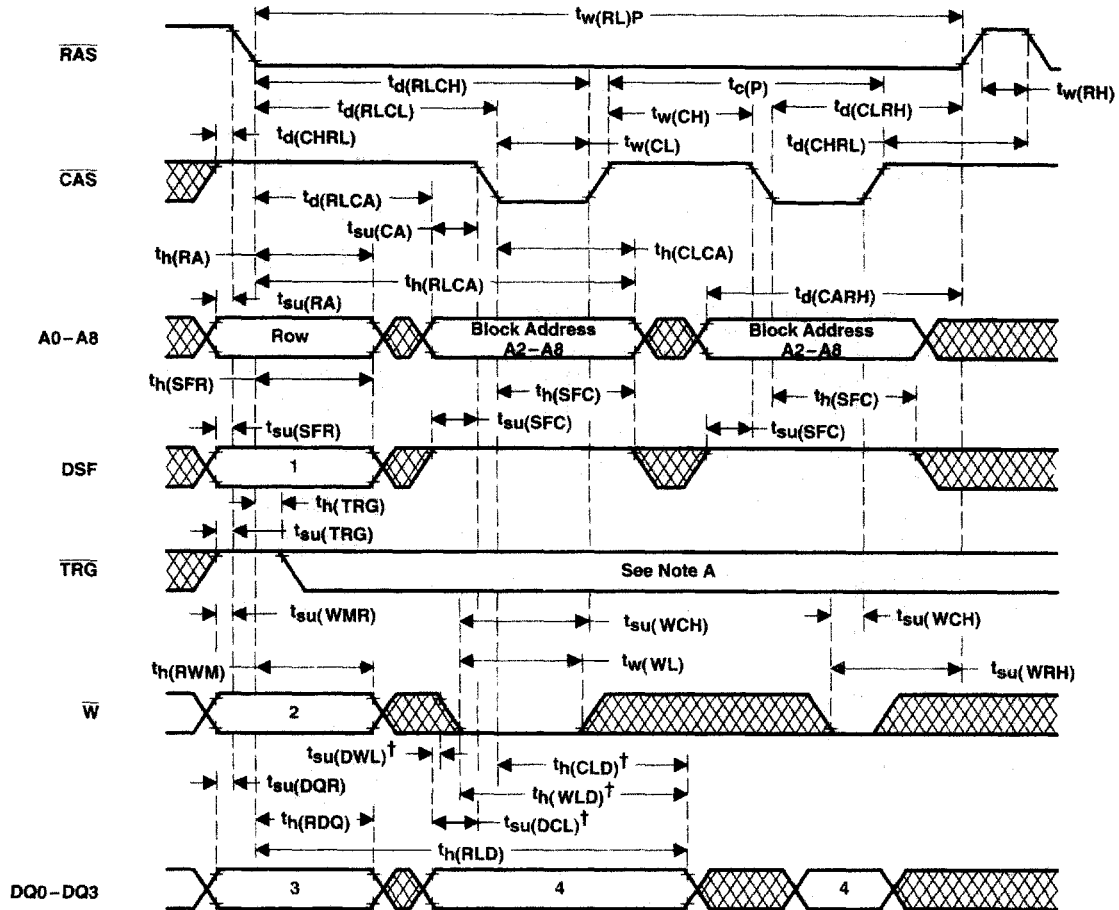 tw(RL)P
RAS
td(RLCH) tc(P)
tw(RH)
td(RLCL) tw(CH) td(CLRH)
td(CHRL) tw(CL) td(CHRL)
CAS
td(RLCA)
tsu(CA)
th(RA) th(CLCA)
th(RLCA)
tsu(RA) td(CARH)
A0–A8 Row Block Address A2–A8 Block Address A2–A8
th(SFR) th(SFC) th(SFC)
tsu(SFR) tsu(SFC) tsu(SFC)
DSF 1
th(TRG)
tsu(TRG)
TRG See Note A
tsu(WMR) tsu(WCH) tsu(WCH)
th(RWM) tw(WL) tsu(WRH)
W 2
tsu(DWL)† th(CLD)†
tsu(DQR) th(WLD)†
th(RDQ) tsu(DCL)†
th(RLD)
DQ0–DQ3 3 4 4